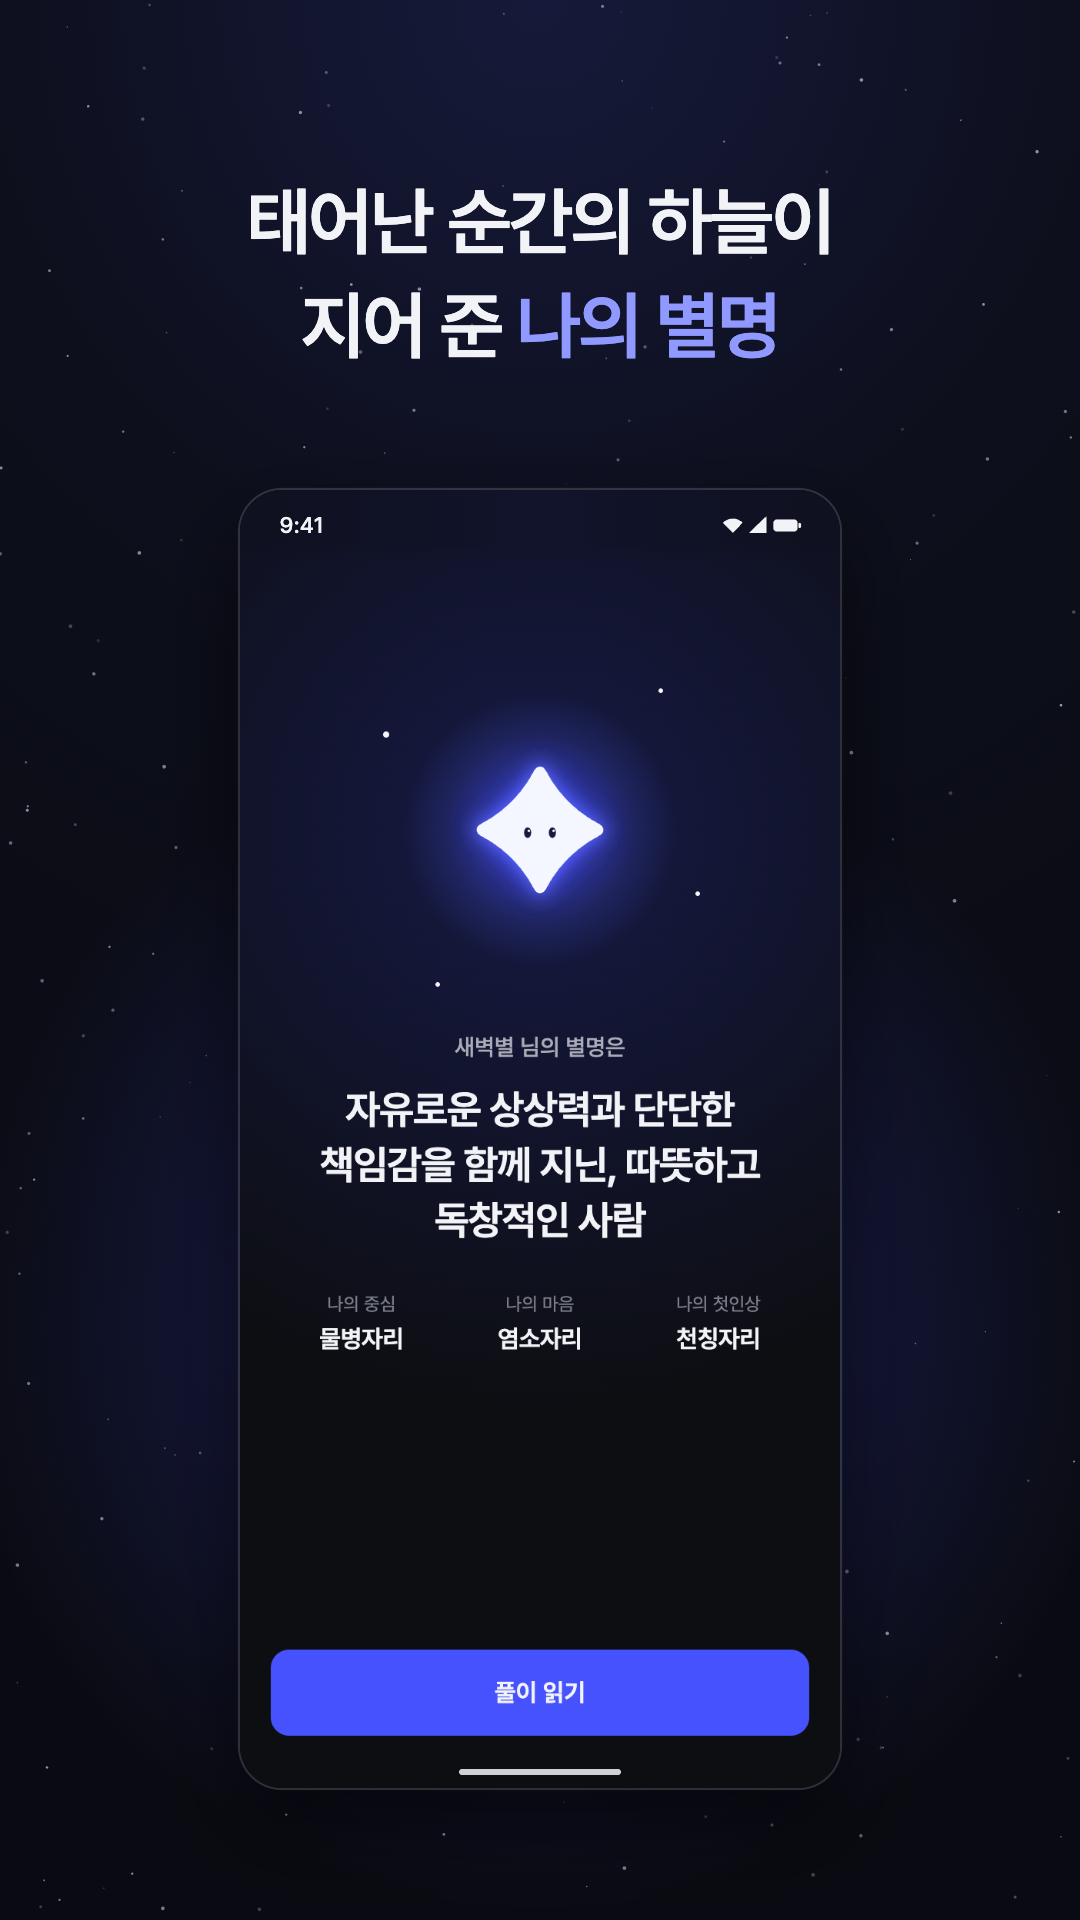 태어난 순간의 하늘이
지어 준 나의 별명
9:41
새벽별 님의 별명은
자유로운 상상력과 단단한
책임감을 함께 지닌, 따뜻하고
독창적인 사람
나의 중심 나의 마음 나의 첫인상
물병자리 염소자리 천칭자리
풀이 읽기